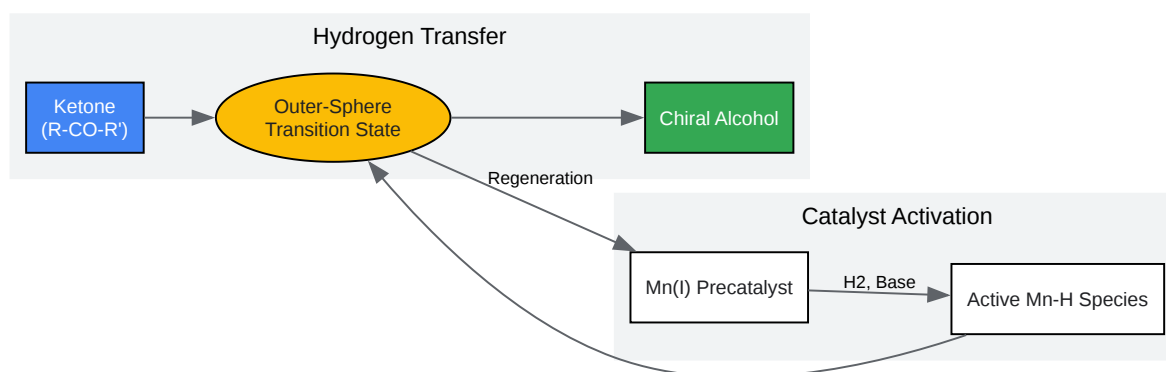 Hydrogen Transfer
Ketone
(R-CO-R')
Outer-Sphere
Transition State
Chiral Alcohol
Regeneration
Catalyst Activation
Mn(I) Precatalyst
H2, Base
Active Mn-H Species